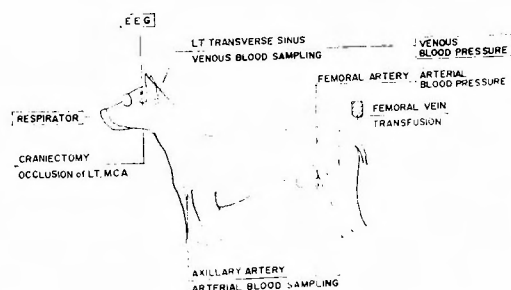 EEG
LT TRANSVERSE SINUS
VENOUS BLOOD SAMPLING
VENOUS
BLOOD PRESSURE
FEMORAL ARTERY
ARTERIAL
BLOOD PRESSURE
FEMORAL VEIN
TRANSFUSION
RESPIRATOR
CRANIECTOMY
OCCLUSION of LT, MCA
AXILLARY ARTERY
ARTERIAL BLOOD SAMPLING